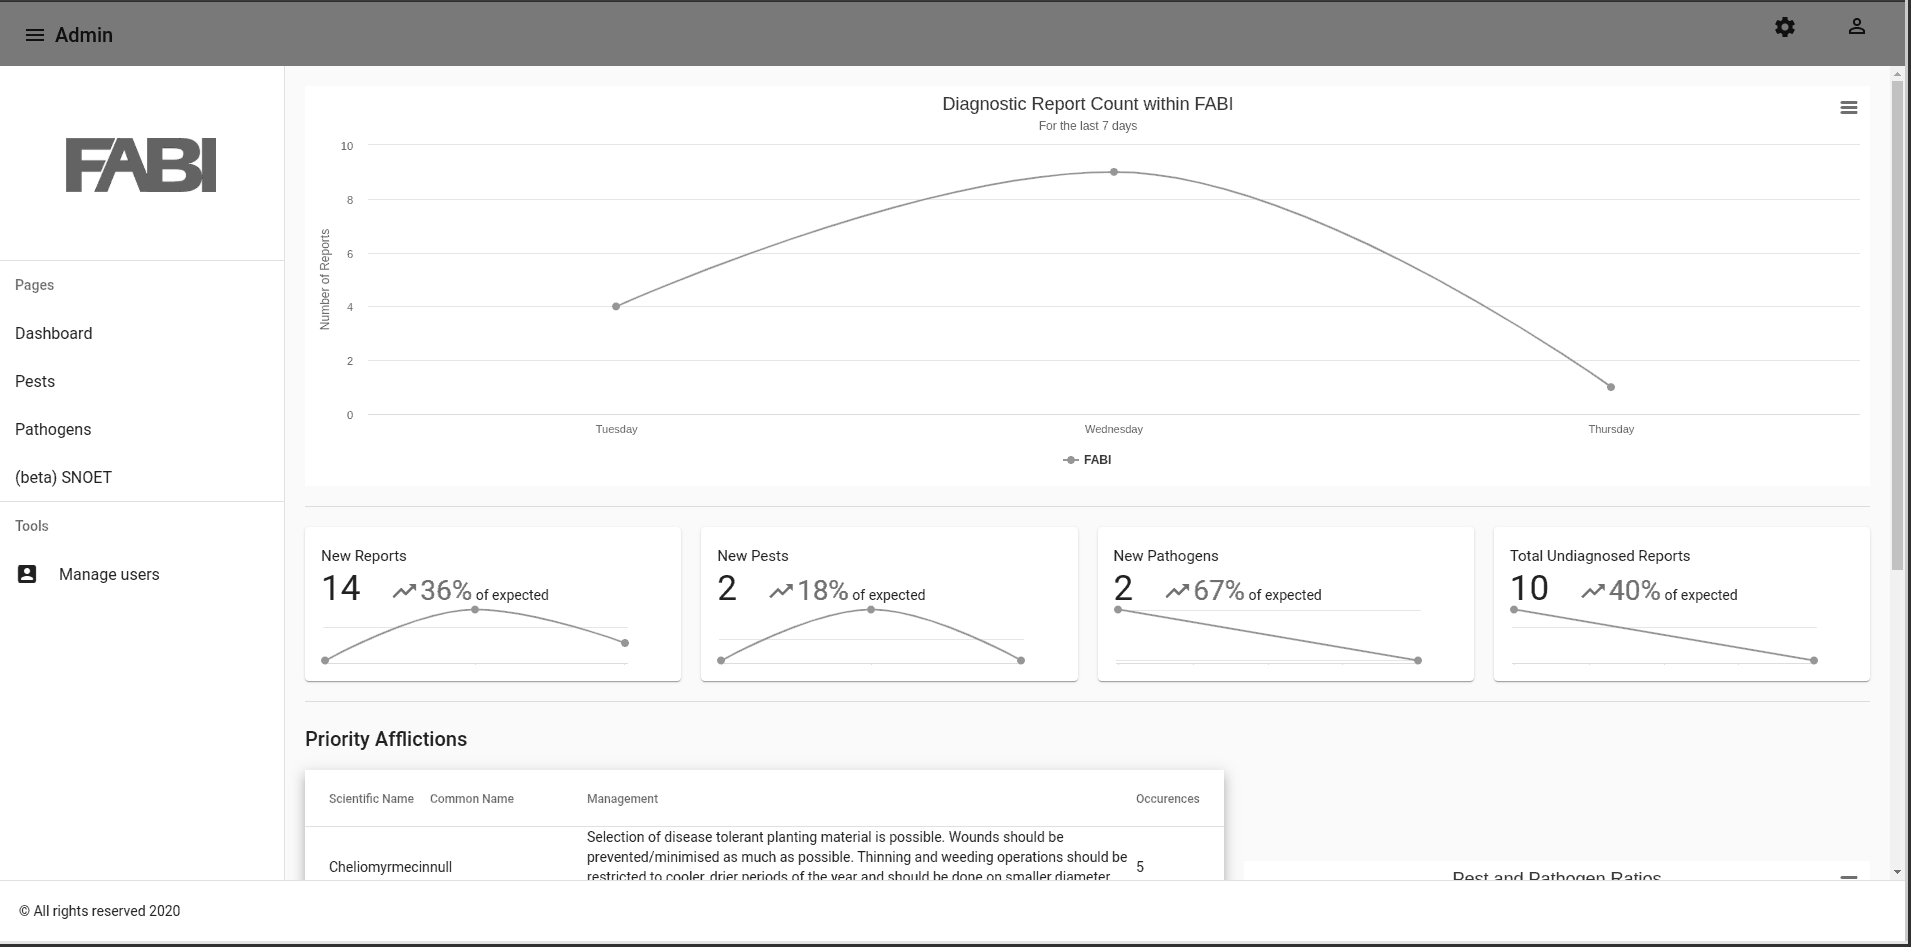 Admin
FABI
Pages
Dashboard
Pests
Pathogens
(beta) SNOET
Tools
Manage users
Diagnostic Report Count within FABI
For the last 7 days
Number of Reports
10
8
6
4
2
0
Tuesday Wednesday Thursday
FABI
New Reports
14 36% of expected
New Pests
2 18% of expected
New Pathogens
2 67% of expected
Total Undiagnosed Reports
10 40% of expected
Priority Afflictions
Scientific Name Common Name Management Occurences
Selection of disease tolerant planting material is possible. Wounds should be
prevented/minimised as much as possible. Thinning and weeding operations should be
restricted to cooler, drier periods of the year and should be done on smaller diameter
Cheliomyrmecinnull 5
Pest and Pathogen Ratios
© All rights reserved 2020